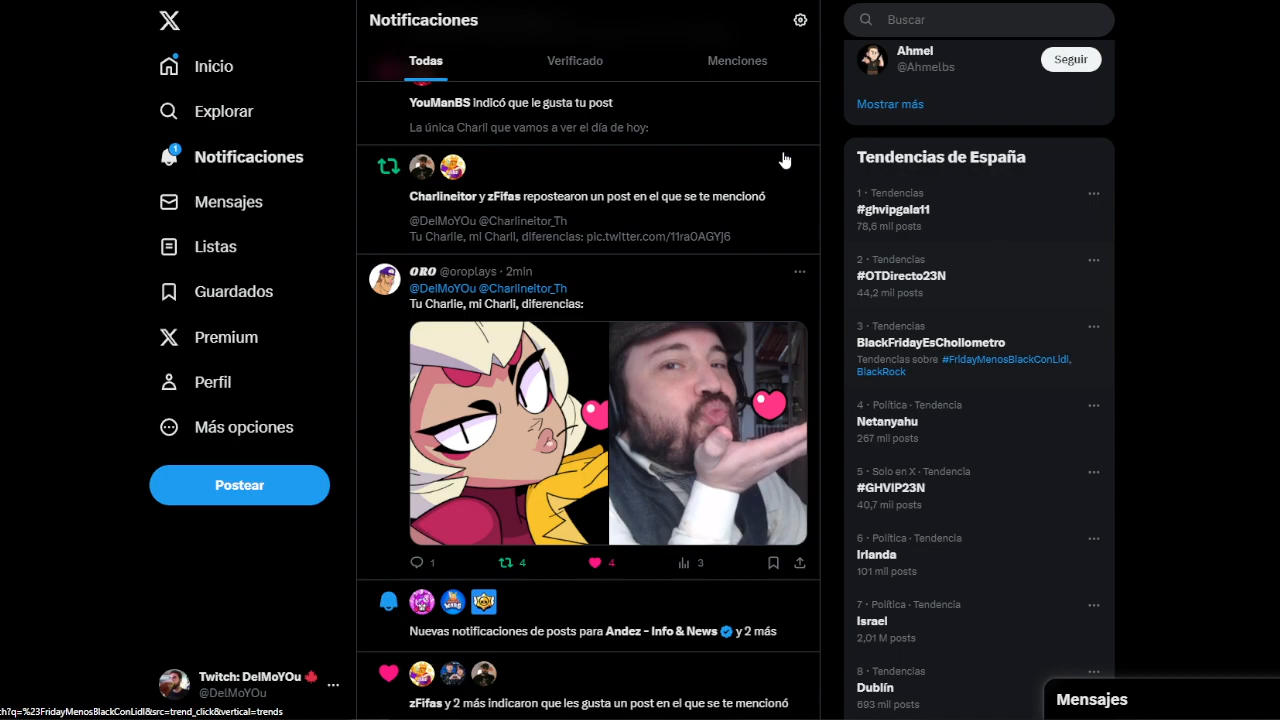 Inicio
Explorar
1
Notificaciones
Mensajes
Listas
Guardados
Premium
Perfil
Más opciones
Postear
Twitch: DelMoYOu
@DelMoYOu
ch?q=%23FridayMenosBlackConLidl&src=trend_click&vertical=trends
Notificaciones
Todas
Verificado
Menciones
YouManBS indicó que le gusta tu post
La única Charli que vamos a ver el día de hoy:
Charlineitor y zFifas repostearon un post en el que se te mencionó
@DelMoYOu @Charlineitor_Th
Tu Charlie, mi Charli, diferencias: pic.twitter.com/11ra0AGYj6
ORO @oroplays · 2min
@DelMoYOu @Charlineitor_Th
Tu Charlie, mi Charli, diferencias:
1
4
4
3
Nuevas notificaciones de posts para Andez - Info & News y 2 más
zFifas y 2 más indicaron que les gusta un post en el que se te mencionó
Buscar
Ahmel
@Ahmelbs
Seguir
Mostrar más
Tendencias de España
1 · Tendencias
#ghvipgala11
78,6 mil posts
2 · Tendencias
#OTDirecto23N
44,2 mil posts
3 · Tendencias
BlackFridayEsChollometro
Tendencias sobre #FridayMenosBlackConLidl,
BlackRock
4 · Política · Tendencia
Netanyahu
267 mil posts
5 · Solo en X · Tendencia
#GHVIP23N
40,7 mil posts
6 · Política · Tendencia
Irlanda
101 mil posts
7 · Política · Tendencia
Israel
2,01 M posts
8 · Tendencias
Dublín
693 mil posts
Mensajes